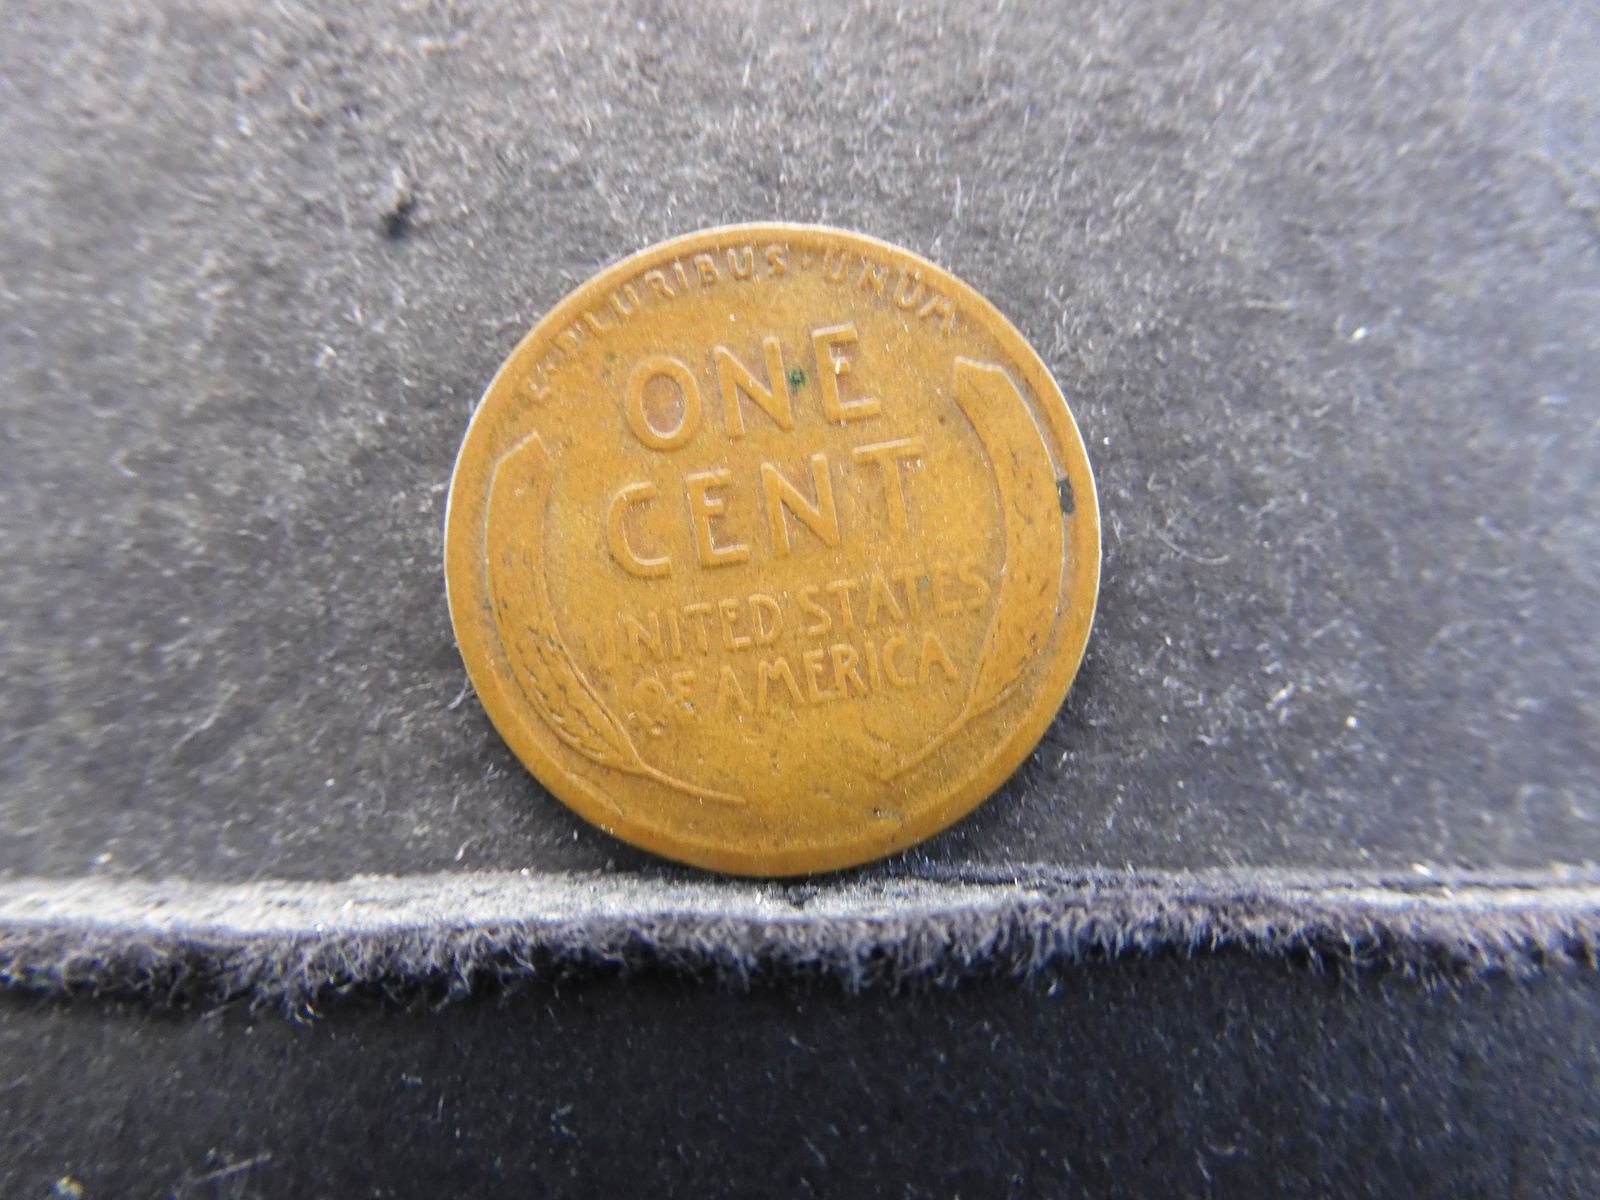 E·PLURIBUS·UNUM
ONE
CENT
UNITED STATES
OF AMERICA